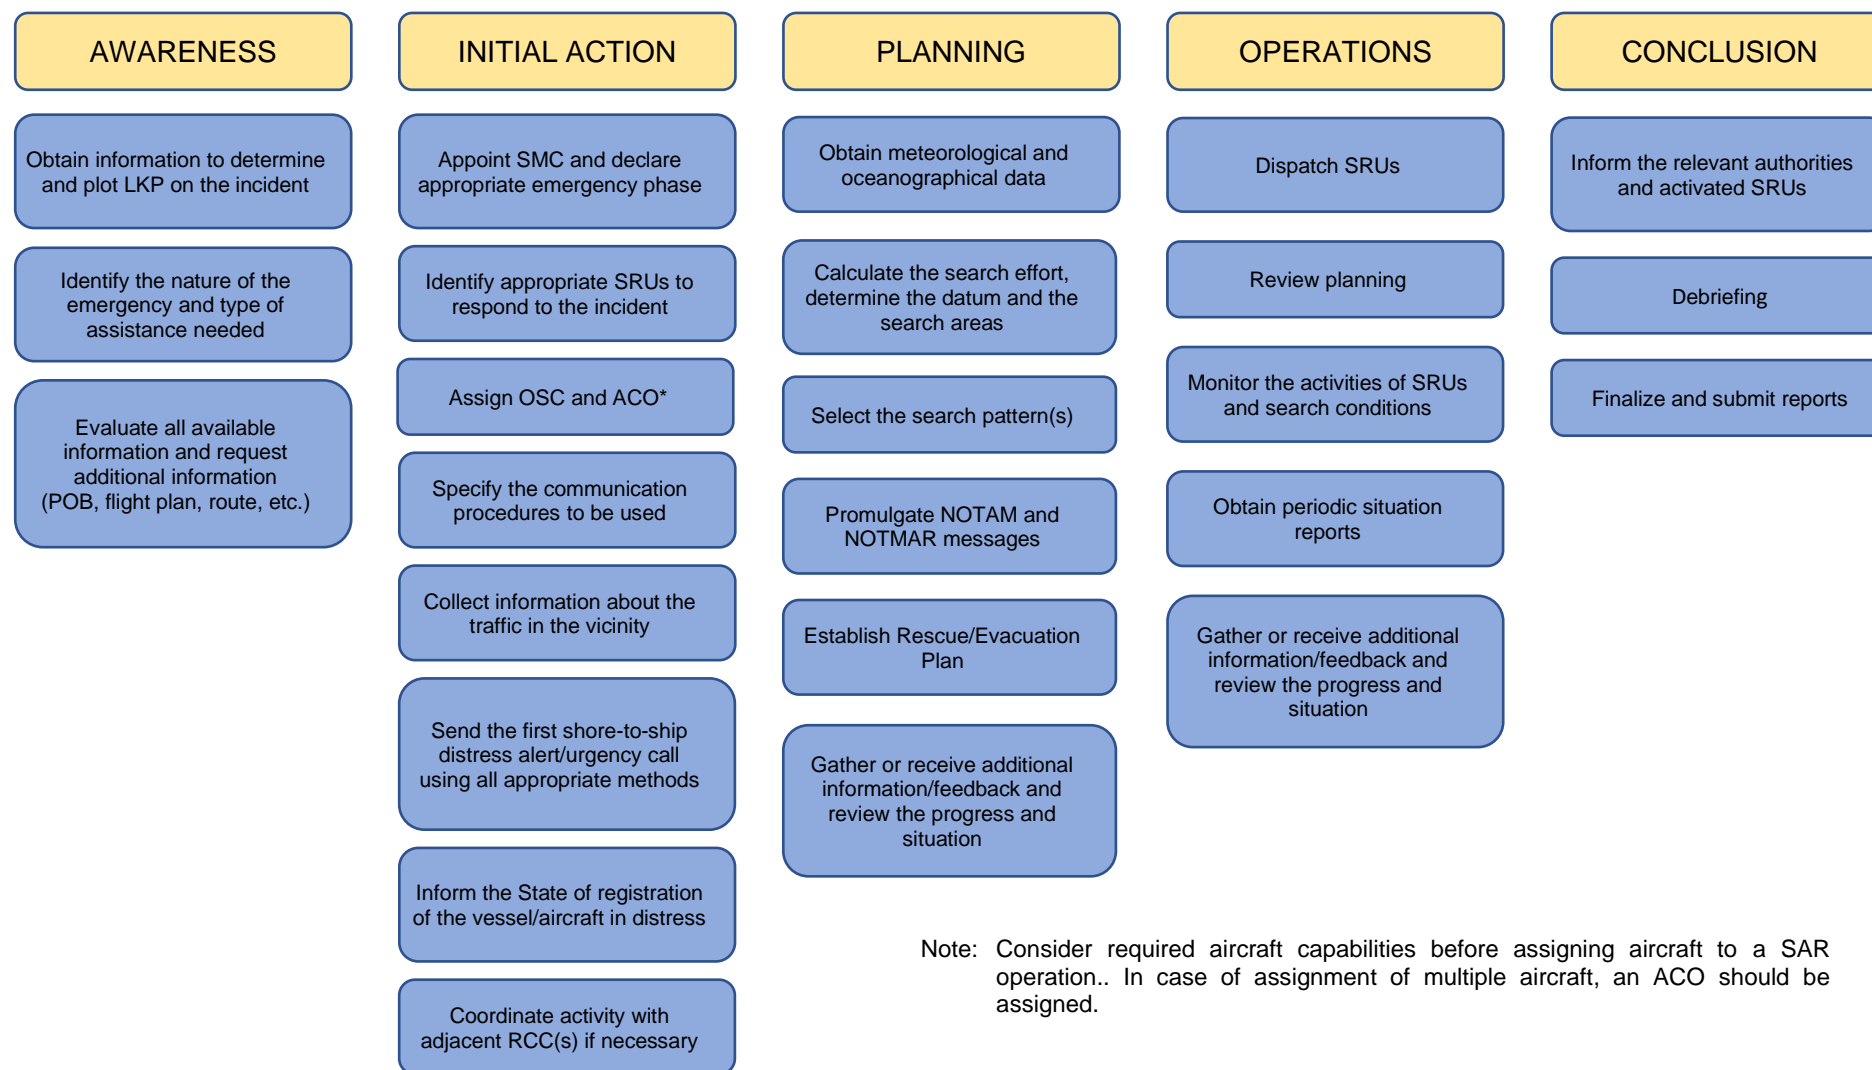 AWARENESS
Obtain information to determine
and plot LKP on the incident
Identify the nature of the
emergency and type of
assistance needed
Evaluate all available
information and request
additional information
(POB, flight plan, route, etc.)
INITIAL ACTION
Appoint SMC and declare
appropriate emergency phase
Identify appropriate SRUs to
respond to the incident
Assign OSC and ACO*
Specify the communication
procedures to be used
Collect information about the
traffic in the vicinity
Send the first shore-to-ship
distress alert/urgency call
using all appropriate methods
Inform the State of registration
of the vessel/aircraft in distress
Coordinate activity with
adjacent RCC(s) if necessary
PLANNING
Obtain meteorological and
oceanographical data
Calculate the search effort,
determine the datum and the
search areas
Select the search pattern(s)
Promulgate NOTAM and
NOTMAR messages
Establish Rescue/Evacuation
Plan
Gather or receive additional
information/feedback and
review the progress and
situation
OPERATIONS
Dispatch SRUs
Review planning
Monitor the activities of SRUs
and search conditions
Obtain periodic situation
reports
Gather or receive additional
information/feedback and
review the progress and
situation
CONCLUSION
Inform the relevant authorities
and activated SRUs
Debriefing
Finalize and submit reports
Note: Consider required aircraft capabilities before assigning aircraft to a SAR
operation.. In case of assignment of multiple aircraft, an ACO should be
assigned.